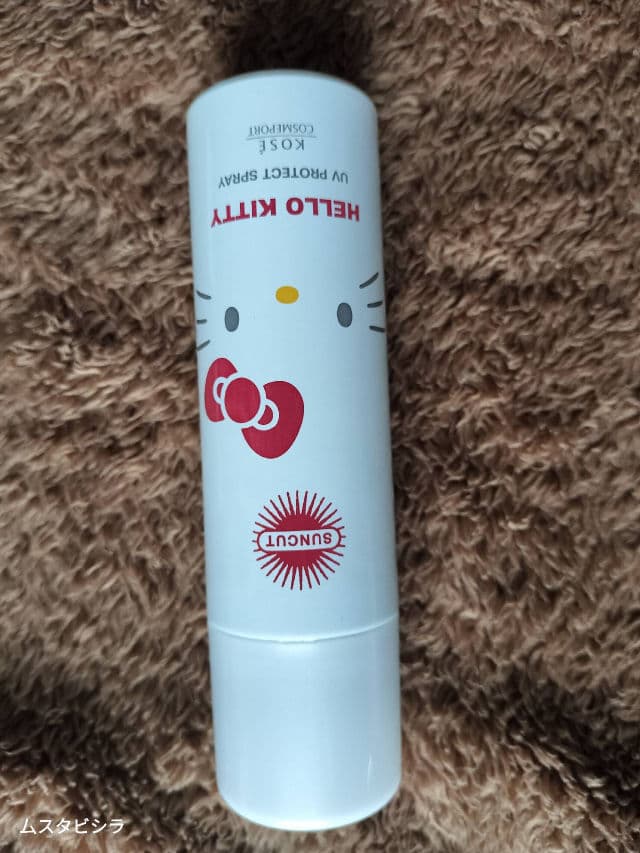 SUNCUT
HELLO KITTY
UV PROTECT SPRAY
KOSÉ
COSMEPORT
ムスタビシラ